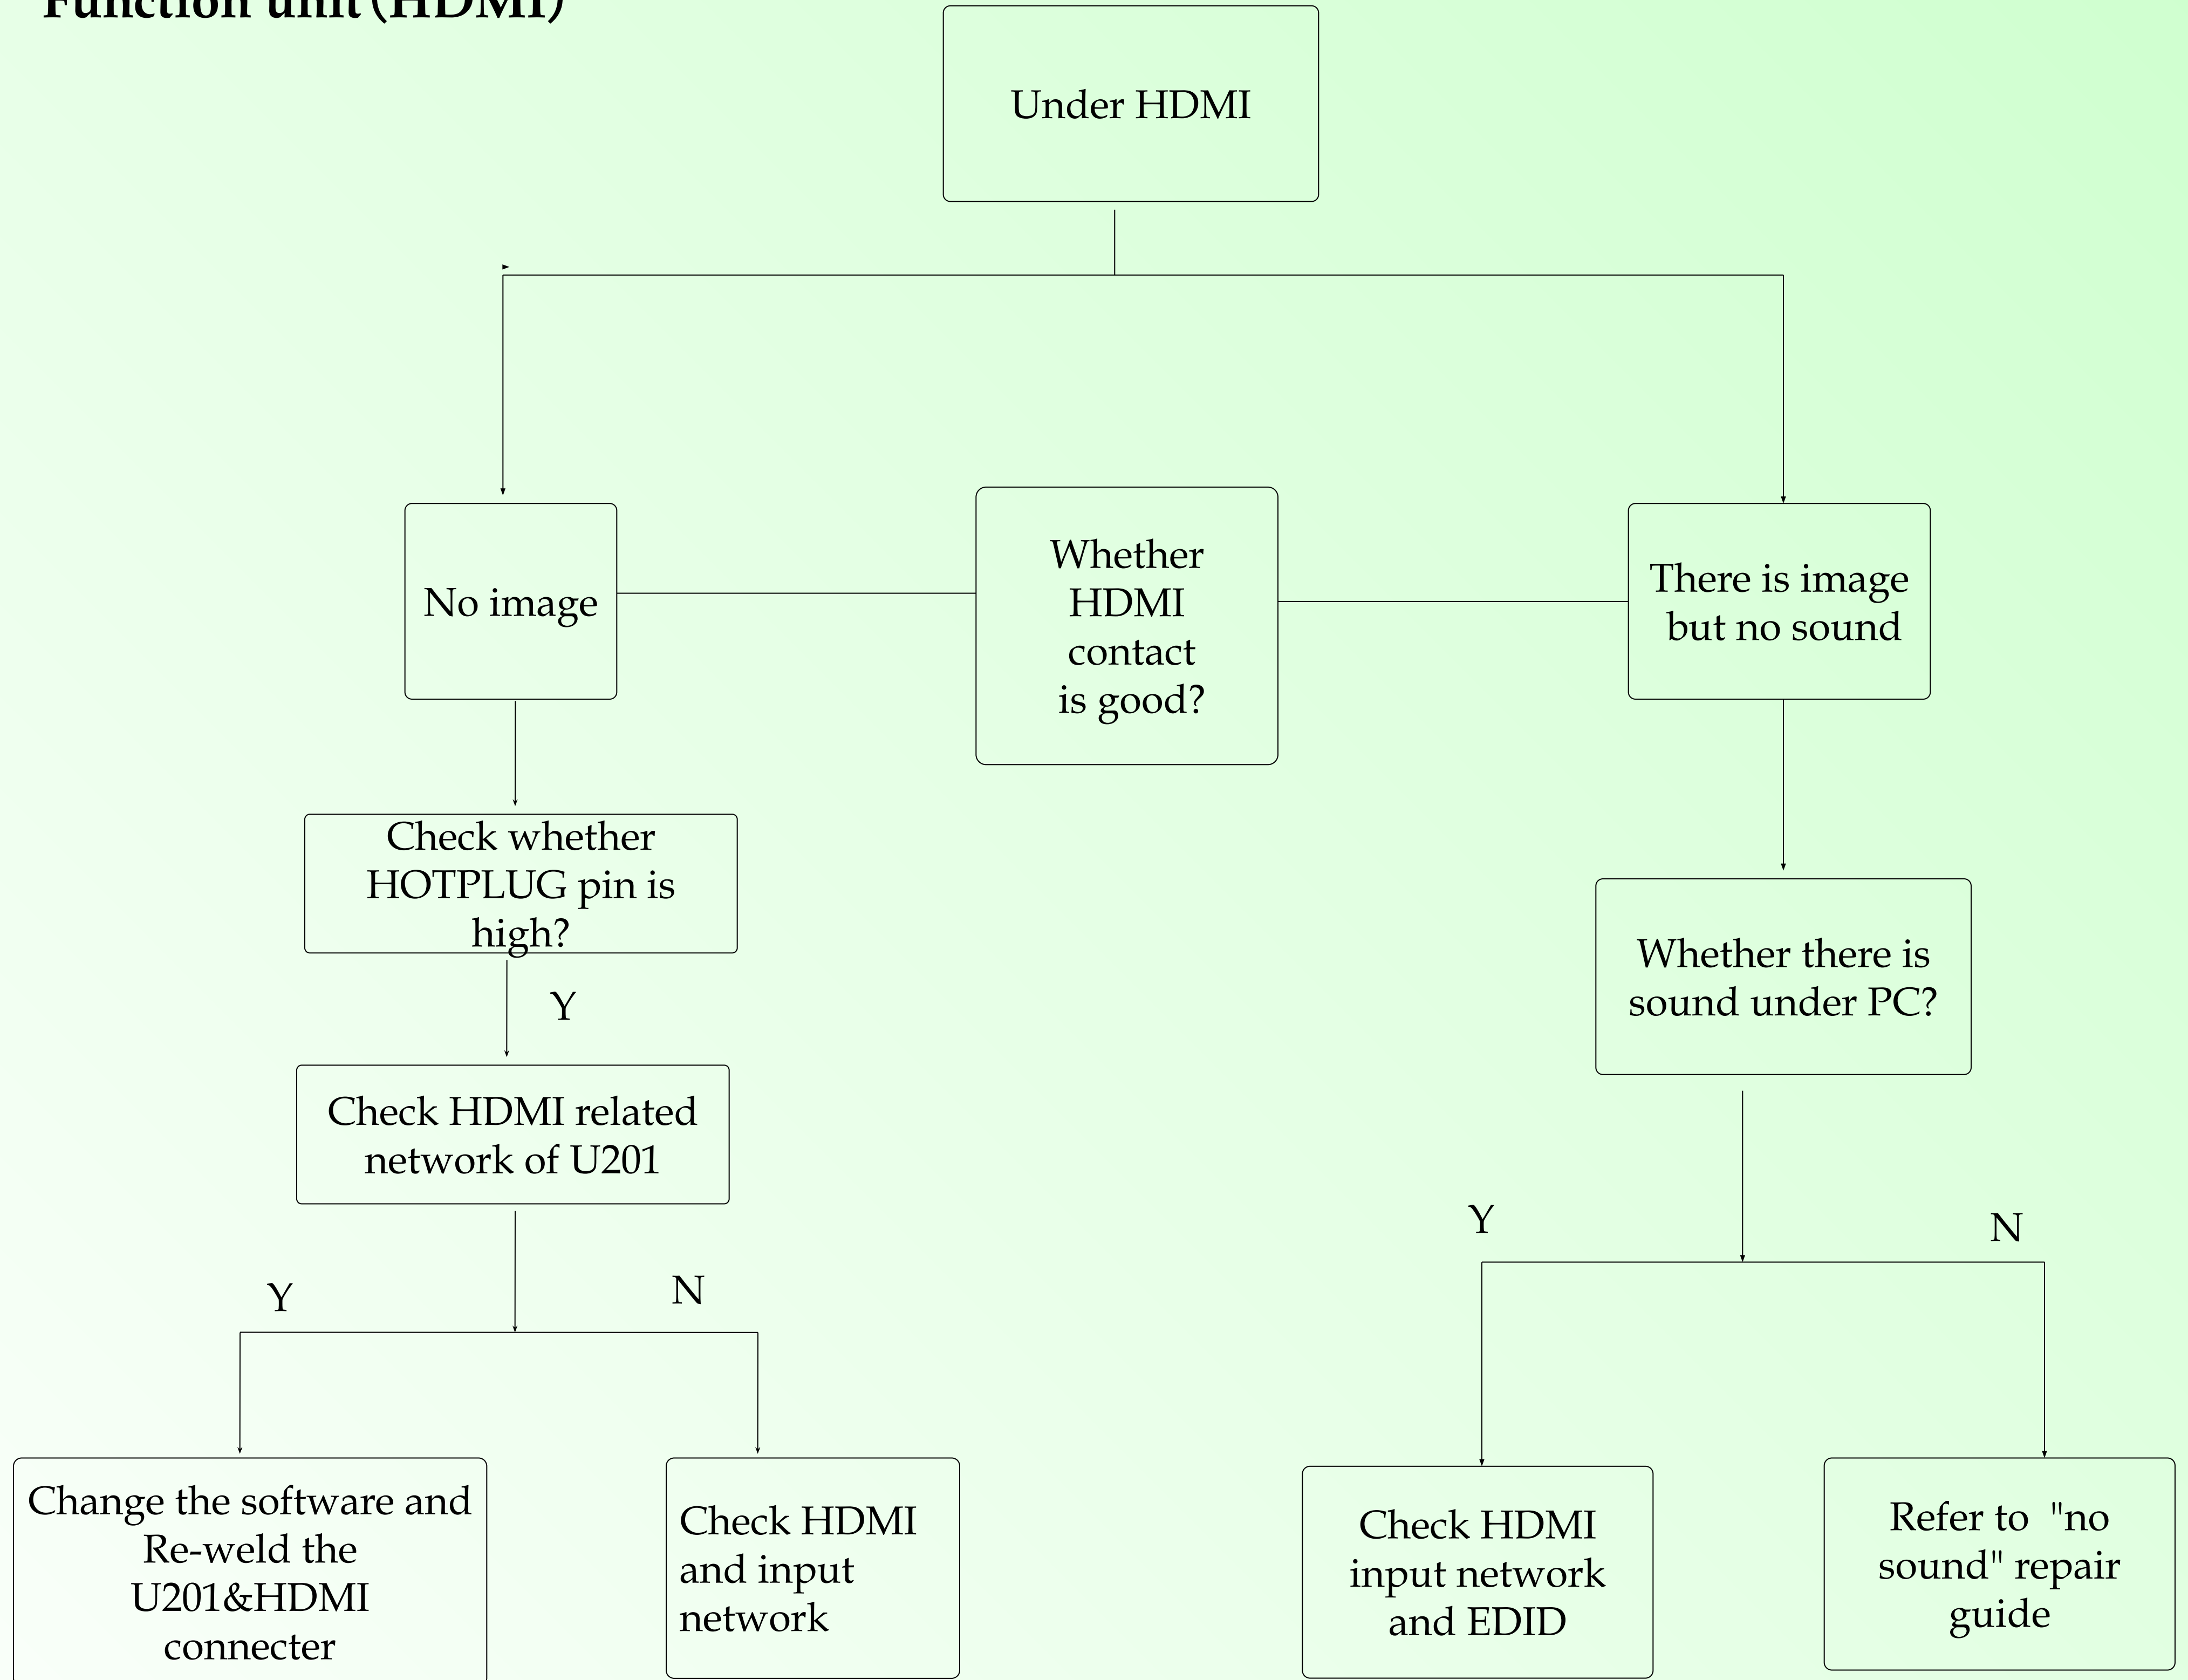 Function unit (HDMI)
Under HDMI
No image
Whether
HDMI
contact
is good?
There is image
but no sound
Check whether
HOTPLUG pin is
high?
Y
Check HDMI related
network of U201
Y
N
Change the software and
Re-weld the
U201&HDMI
connecter
Check HDMI
and input
network
Whether there is
sound under PC?
Y
N
Check HDMI
input network
and EDID
Refer to  "no
sound" repair
guide